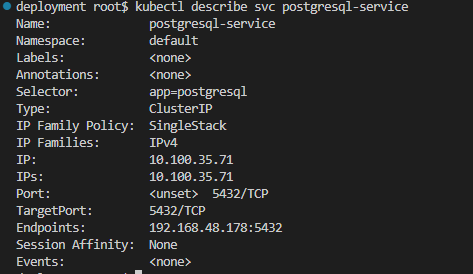 deployment root$ kubectl describe svc postgresql-service
Name:              postgresql-service
Namespace:         default
Labels:            <none>
Annotations:       <none>
Selector:          app=postgresql
Type:              ClusterIP
IP Family Policy:  SingleStack
IP Families:       IPv4
IP:                10.100.35.71
IPs:               10.100.35.71
Port:              <unset>  5432/TCP
TargetPort:        5432/TCP
Endpoints:         192.168.48.178:5432
Session Affinity:  None
Events:            <none>